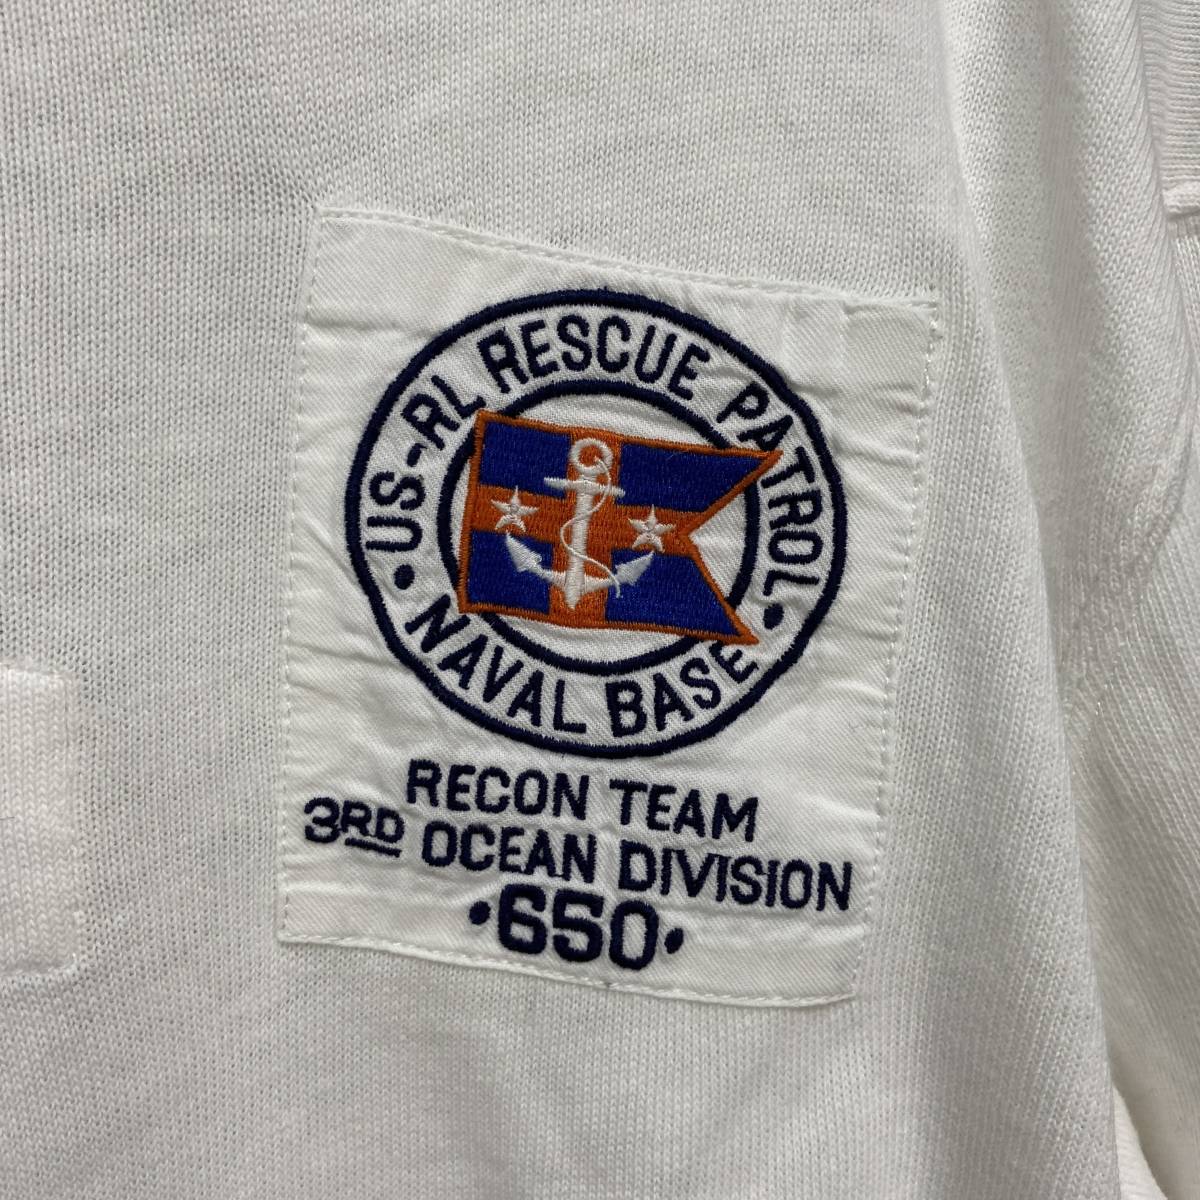 US-RL RESCUE PATROL
• NAVAL BASE •
RECON TEAM
3RD OCEAN DIVISION
•650•